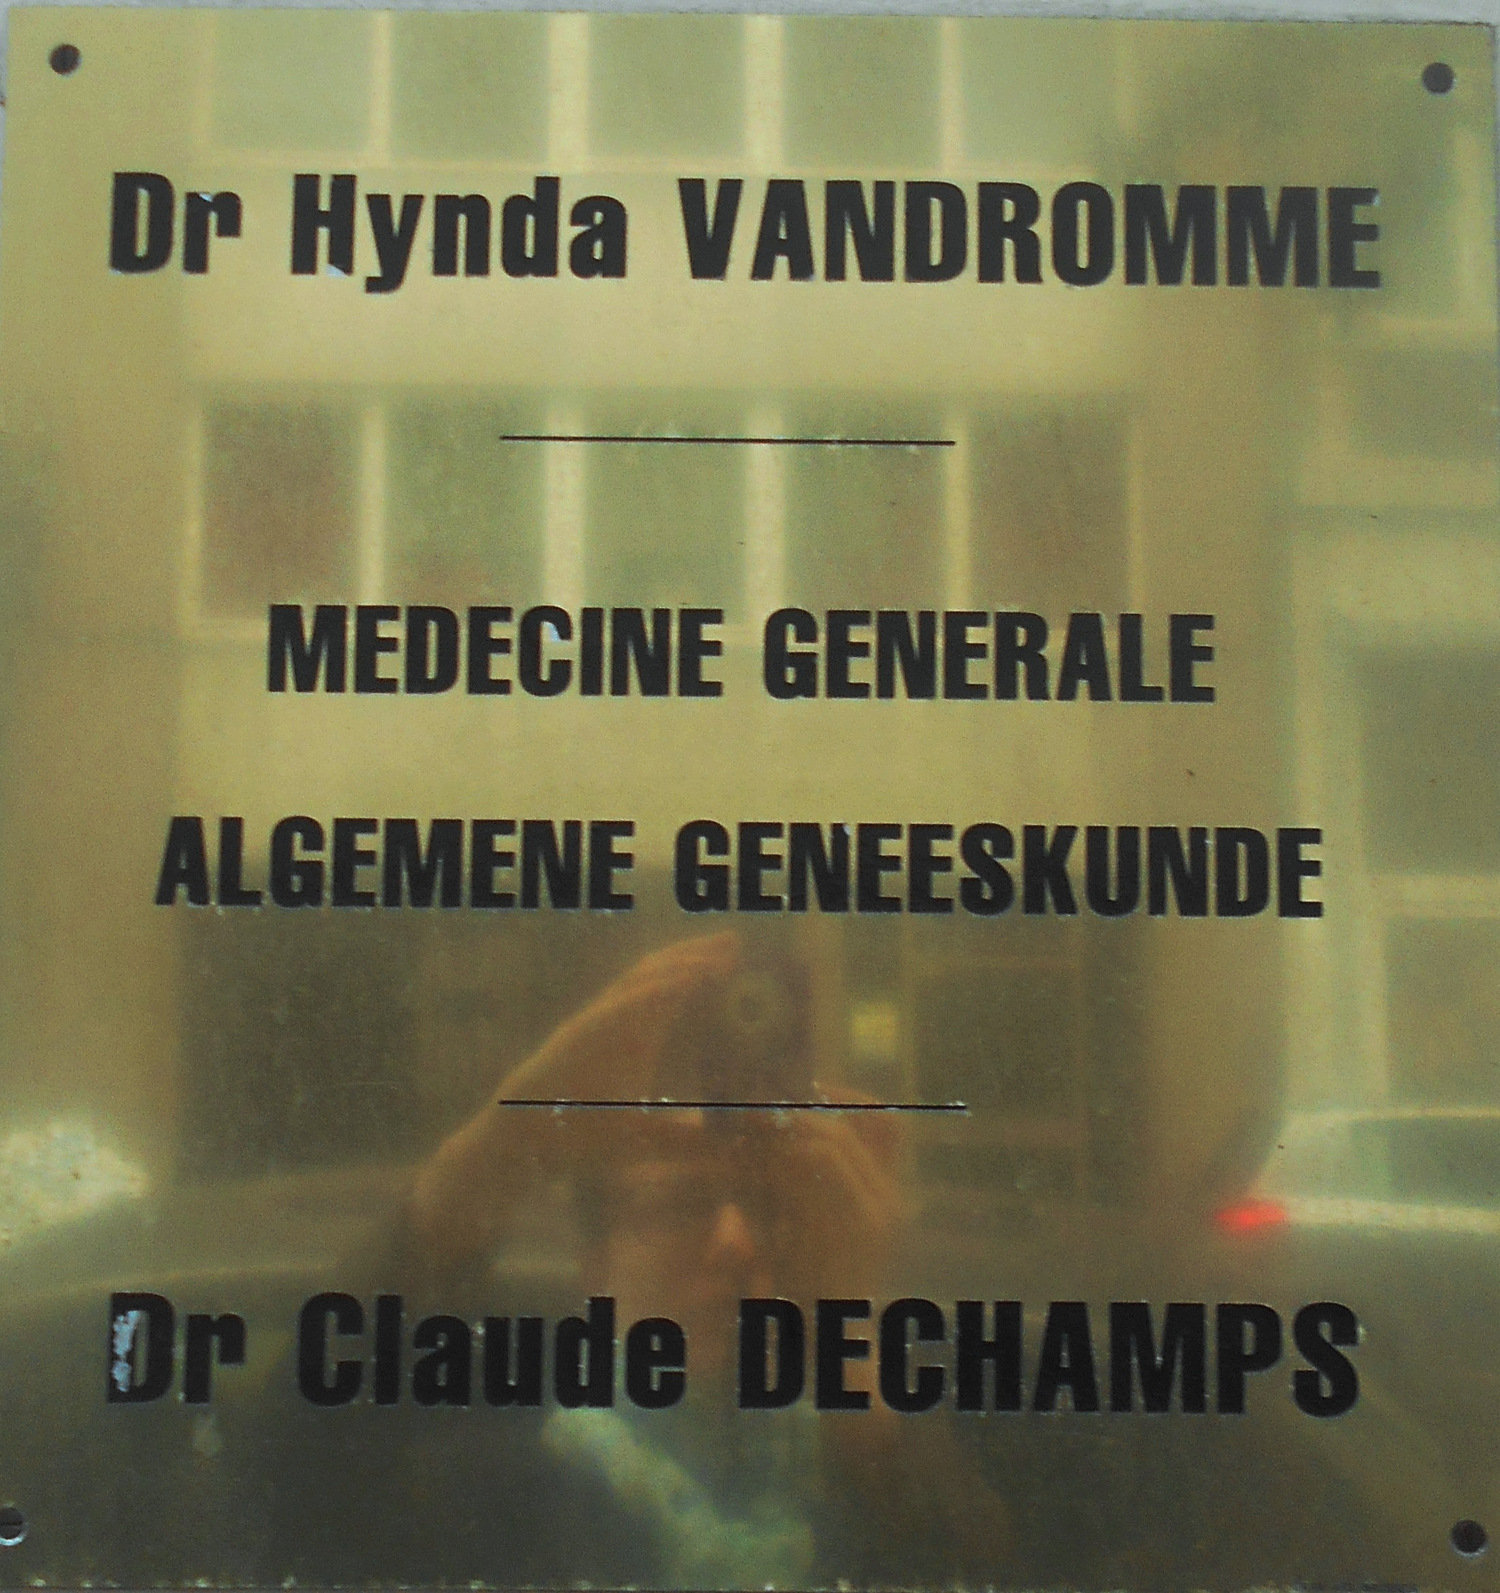 Dr Hynda VANDROMME
MEDECINE GENERALE
ALGEMENE GENEESKUNDE
Dr Claude DECHAMPS